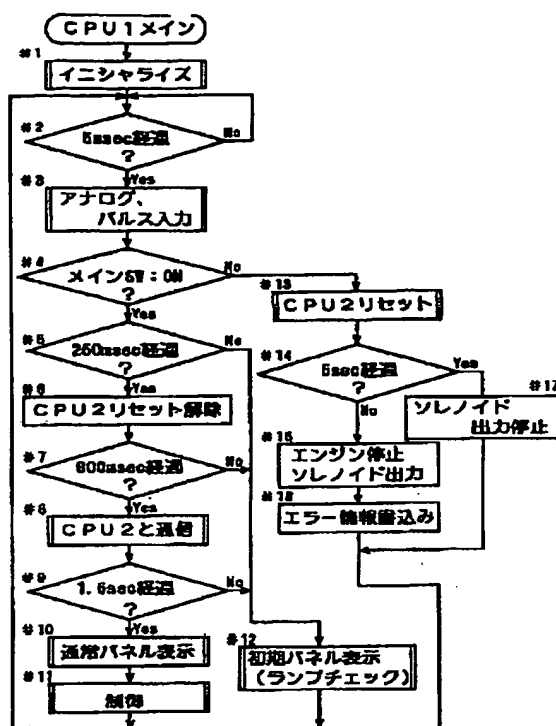 CPU1メイン
#1
イニシャライズ
#2
5msec経過
?
No
Yes
#3
アナログ、
パルス入力
#4
メインSW:ON
?
No
Yes
#5
250msec経過
?
No
Yes
#6
CPU2リセット解除
#7
800msec経過
?
No
Yes
#8
CPU2と通信
#9
1.5sec経過
?
No
Yes
#10
通常パネル表示
#11
制御
#12
初期パネル表示
(ランプチェック)
#13
CPU2リセット
#14
5sec経過
?
Yes
No
#15
エンジン停止
ソレノイド出力
エラー情報書込み
#17
ソレノイド
出力停止